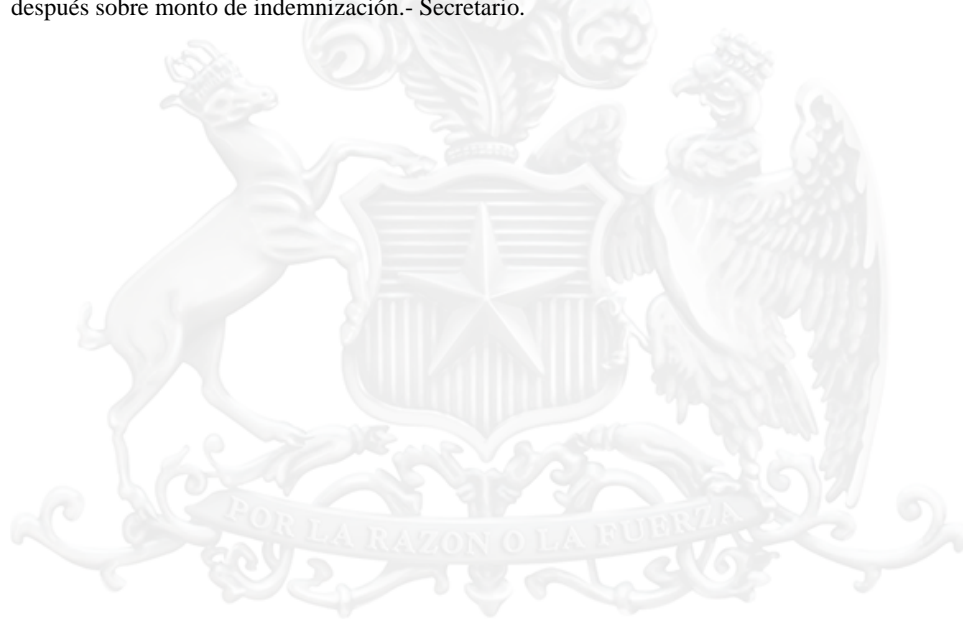 después sobre monto de indemnización.- Secretario.
POR LA RAZON O LA FUERZA